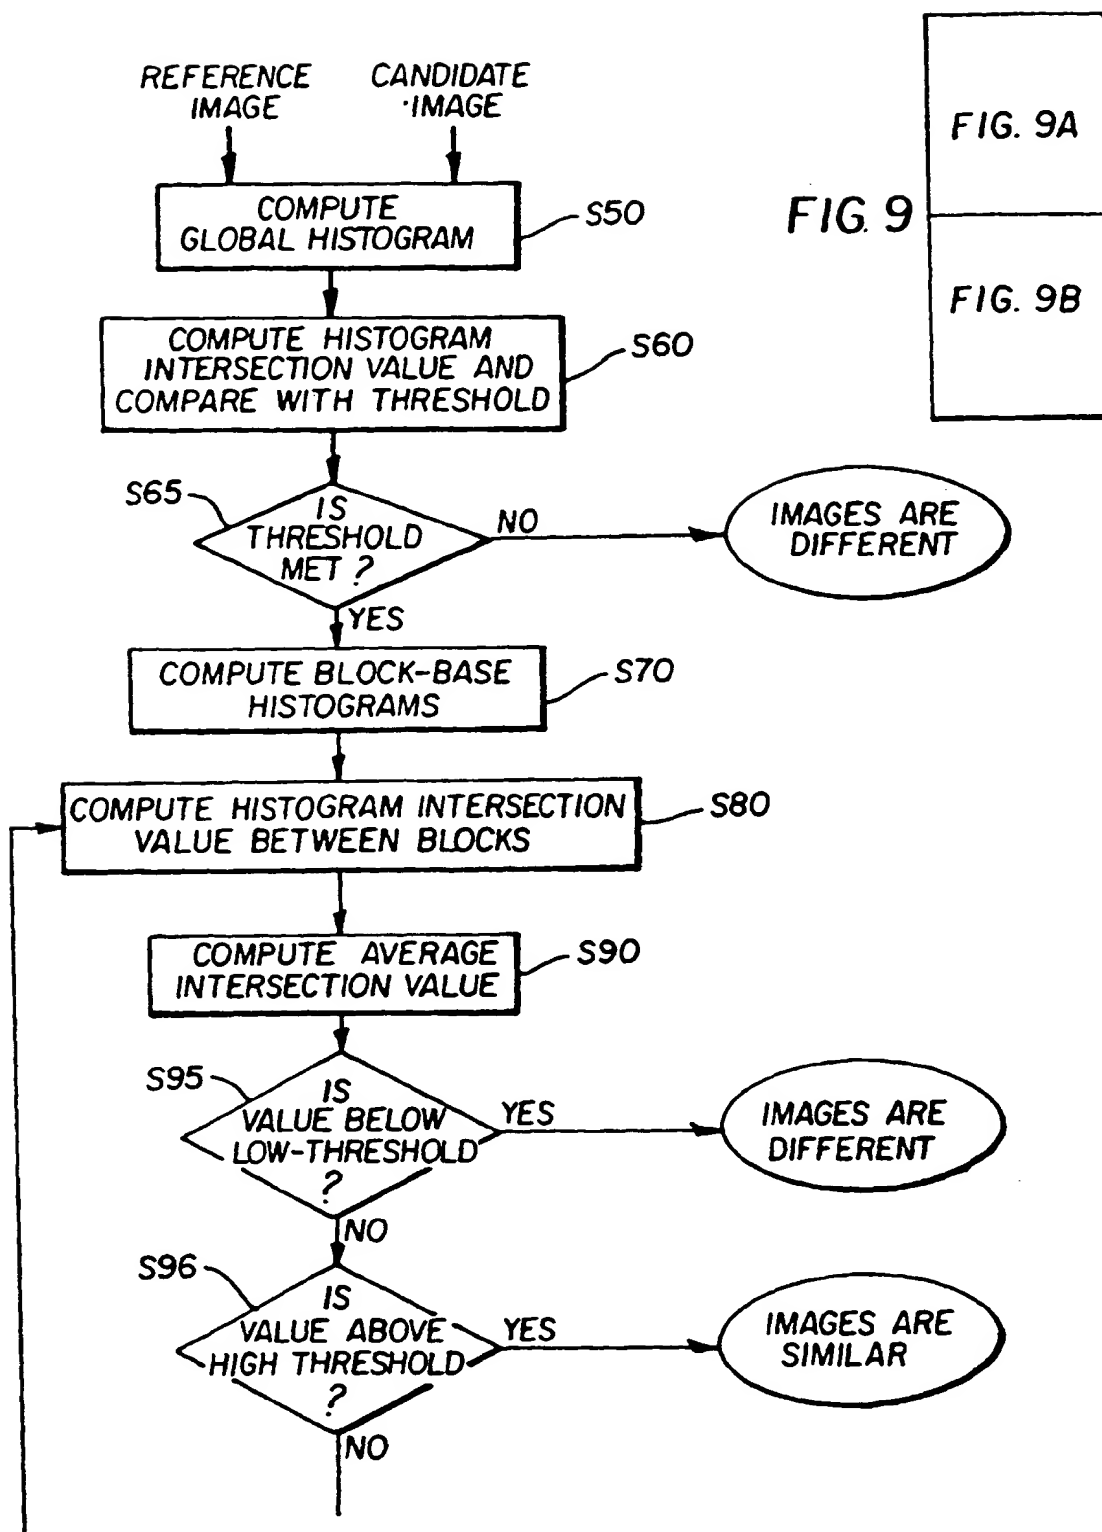 REFERENCE
IMAGE
CANDIDATE
IMAGE
COMPUTE
GLOBAL HISTOGRAM
S50
FIG. 9
FIG. 9A
FIG. 9B
COMPUTE HISTOGRAM
INTERSECTION VALUE AND
COMPARE WITH THRESHOLD
S60
S65
IS
THRESHOLD
MET ?
NO
IMAGES ARE
DIFFERENT
YES
COMPUTE BLOCK-BASE
HISTOGRAMS
S70
COMPUTE HISTOGRAM INTERSECTION
VALUE BETWEEN BLOCKS
S80
COMPUTE AVERAGE
INTERSECTION VALUE
S90
S95
IS
VALUE BELOW
LOW-THRESHOLD
?
YES
IMAGES ARE
DIFFERENT
NO
S96
IS
VALUE ABOVE
HIGH THRESHOLD
?
YES
IMAGES ARE
SIMILAR
NO